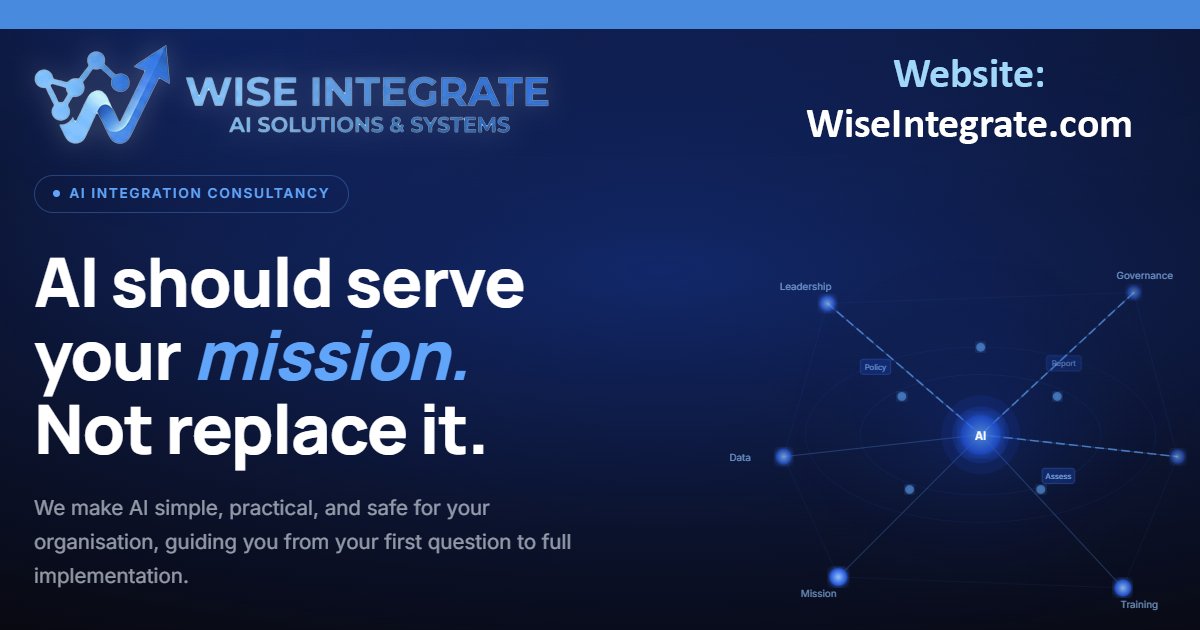 WISE INTEGRATE
AI SOLUTIONS & SYSTEMS
Website:
WiseIntegrate.com
AI INTEGRATION CONSULTANCY
AI should serve
your mission.
Not replace it.
We make AI simple, practical, and safe for your
organisation, guiding you from your first question to full
implementation.
Leadership
Governance
Policy
Report
AI
Data
Assess
Mission
Training